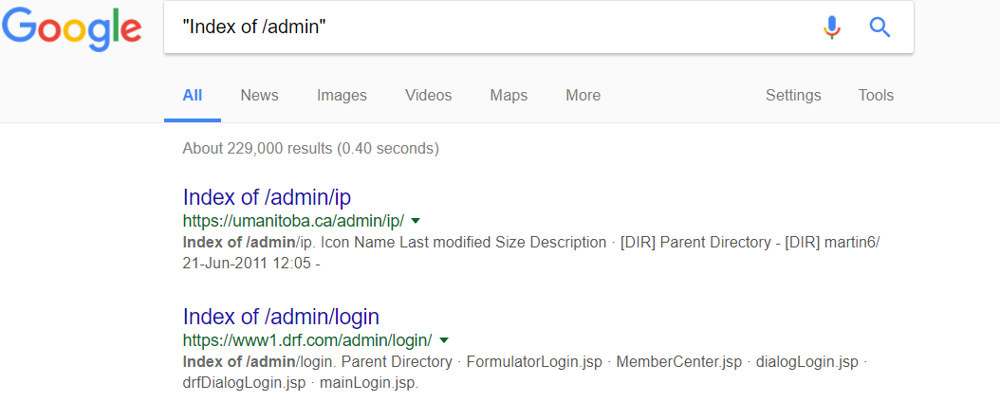 Google "Index of /admin"
All News Images Videos Maps More Settings Tools
About 229,000 results (0.40 seconds)
Index of /admin/ip
https://umanitoba.ca/admin/ip/
Index of /admin/ip. Icon Name Last modified Size Description · [DIR] Parent Directory - [DIR] martin6/
21-Jun-2011 12:05 -
Index of /admin/login
https://www1.drf.com/admin/login/
Index of /admin/login. Parent Directory · FormulatorLogin.jsp · MemberCenter.jsp · dialogLogin.jsp ·
drfDialogLogin.jsp · mainLogin.jsp.